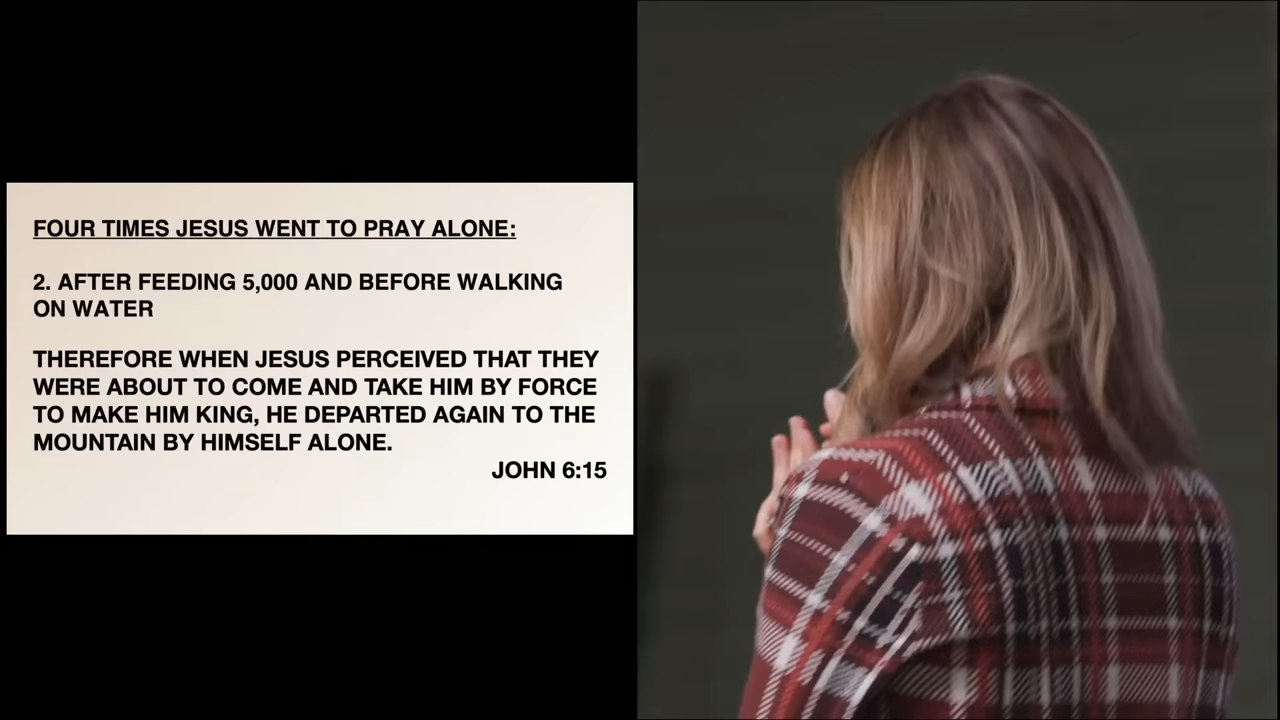 FOUR TIMES JESUS WENT TO PRAY ALONE:
2. AFTER FEEDING 5,000 AND BEFORE WALKING
ON WATER
THEREFORE WHEN JESUS PERCEIVED THAT THEY
WERE ABOUT TO COME AND TAKE HIM BY FORCE
TO MAKE HIM KING, HE DEPARTED AGAIN TO THE
MOUNTAIN BY HIMSELF ALONE.
JOHN 6:15